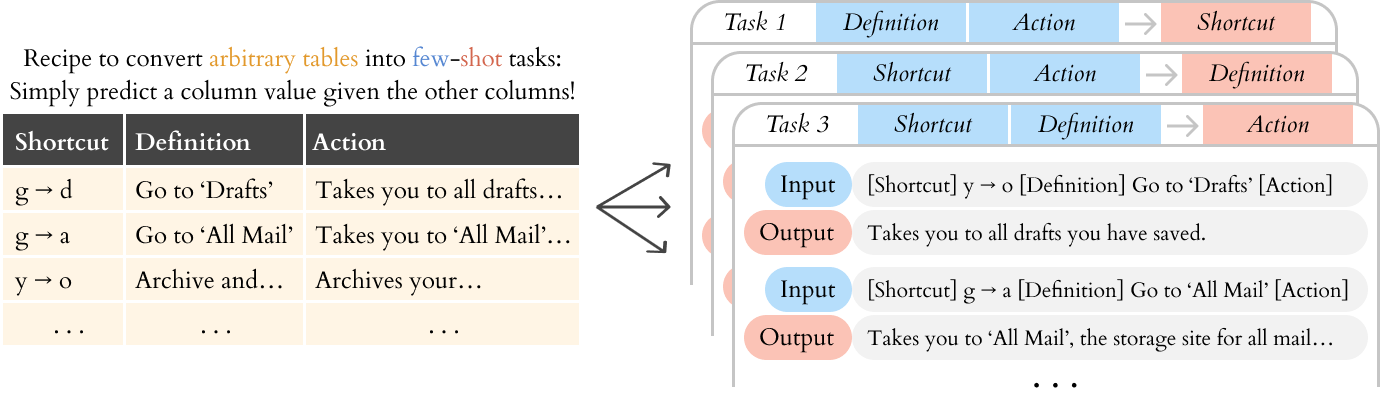 Recipe to convert arbitrary tables into few-shot tasks:
Simply predict a column value given the other columns!
Shortcut Definition Action
g → d Go to ‘Drafts’ Takes you to all drafts…
g → a Go to ‘All Mail’ Takes you to ‘All Mail’…
y → o Archive and… Archives your…
... ... ...
Task 1 Definition Action → Shortcut
Task 2 Shortcut Action → Definition
Task 3 Shortcut Definition → Action
Input [Shortcut] y → o [Definition] Go to ‘Drafts’ [Action]
Output Takes you to all drafts you have saved.
Input [Shortcut] g → a [Definition] Go to ‘All Mail’ [Action]
Output Takes you to ‘All Mail’, the storage site for all mail…
...